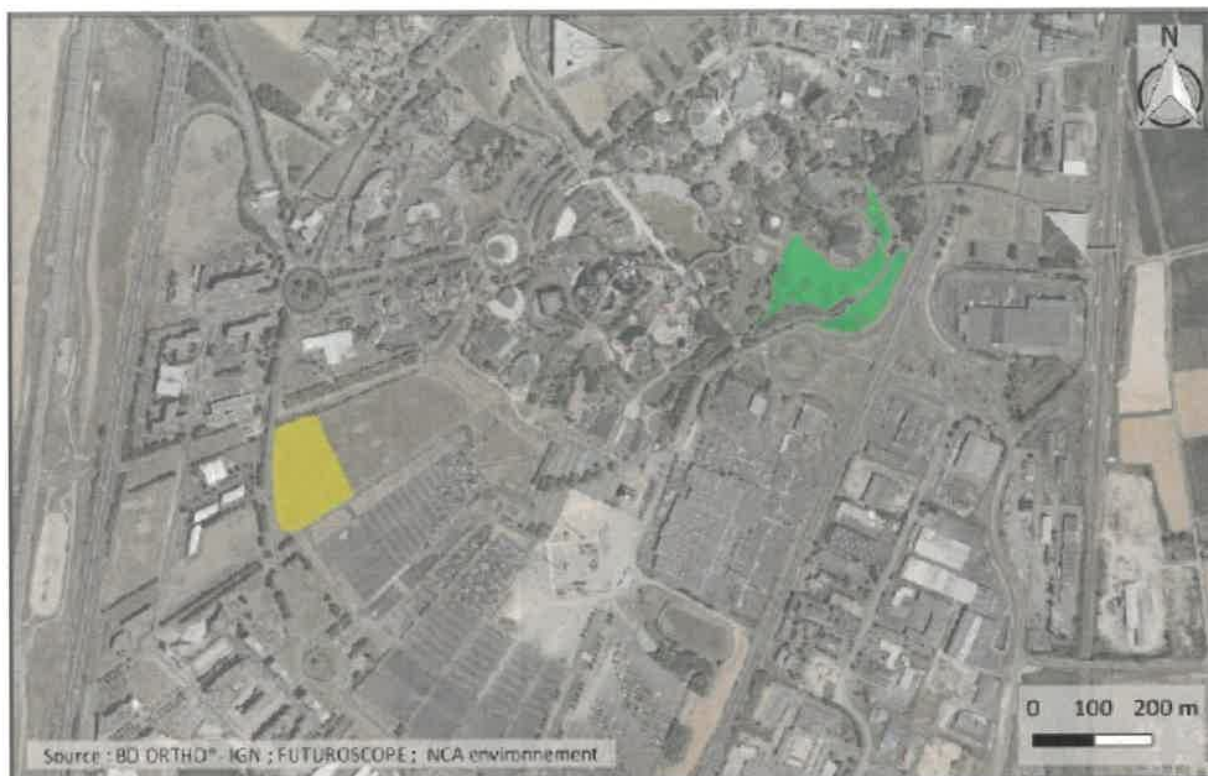 N
0 100 200 m
Source : BD ORTHO® - IGN ; FUTUROSCOPE ; NCA environnement